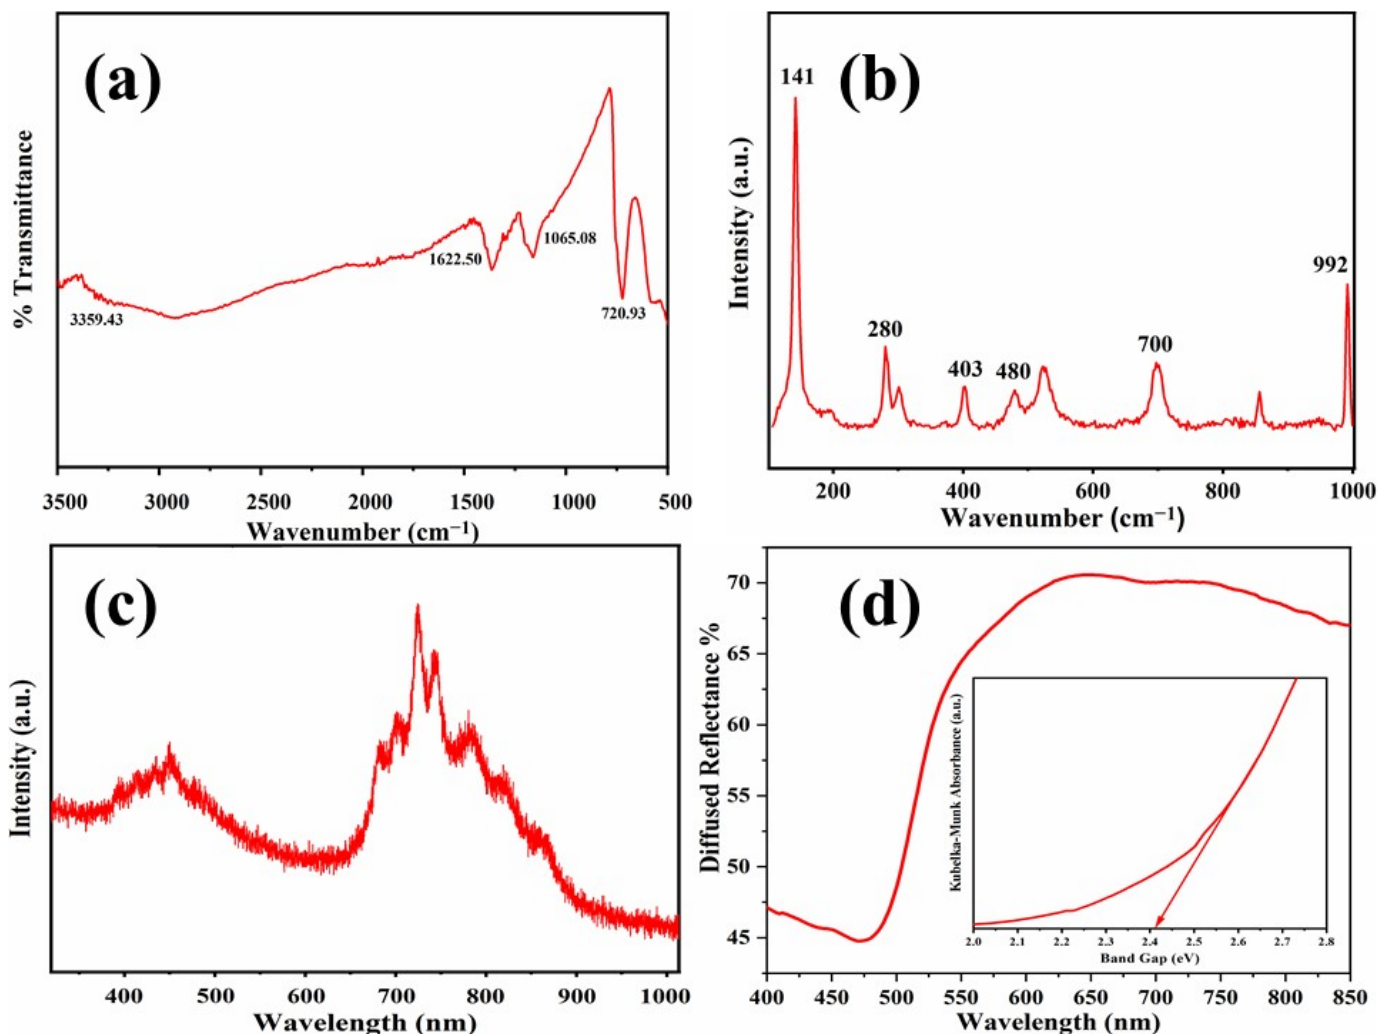 (a)
% Transmittance
3359.43
1622.50
1065.08
720.93
3500 3000 2500 2000 1500 1000 500
Wavenumber (cm⁻¹)
(b)
Intensity (a.u.)
141
280
403
480
700
992
200 400 600 800 1000
Wavenumber (cm⁻¹)
(c)
Intensity (a.u.)
400 500 600 700 800 900 1000
Wavelength (nm)
(d)
Diffused Reflectance %
70
65
60
55
50
45
400 450 500 550 600 650 700 750 800 850
Wavelength (nm)
Kubelka-Munk Absorbance (a.u.)
2.0 2.1 2.2 2.3 2.4 2.5 2.6 2.7 2.8
Band Gap (eV)